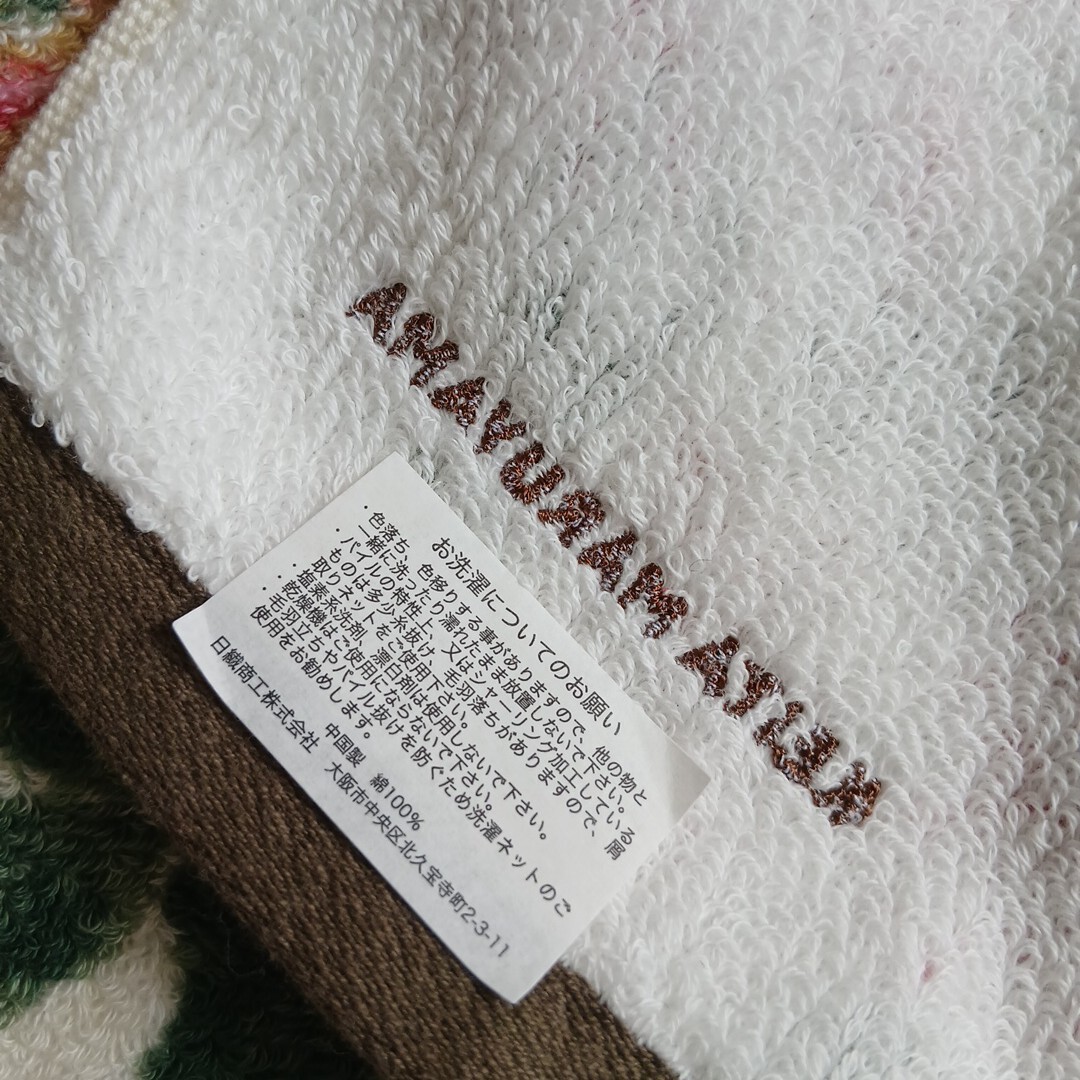 AMAYURAM AYUMI
お洗濯についてのお願い
・色落ち、色移りする事がありますので、他の物と
一緒に洗ったり濡れたまま放置しないで下さい。
・パイルの特性上、又はシャーリング加工している
ものは多少糸抜け、毛羽落ちがありますので、屑
取りネットをご使用下さい。
・塩素系洗剤、漂白剤は使用しないで下さい。
・乾燥機はご使用にならないで下さい。
毛羽立ちやパイル抜けを防ぐため洗濯ネットのご
使用をお勧めします。
中国製 綿100%
日繊商工株式会社 大阪市中央区北久宝寺町2-3-11